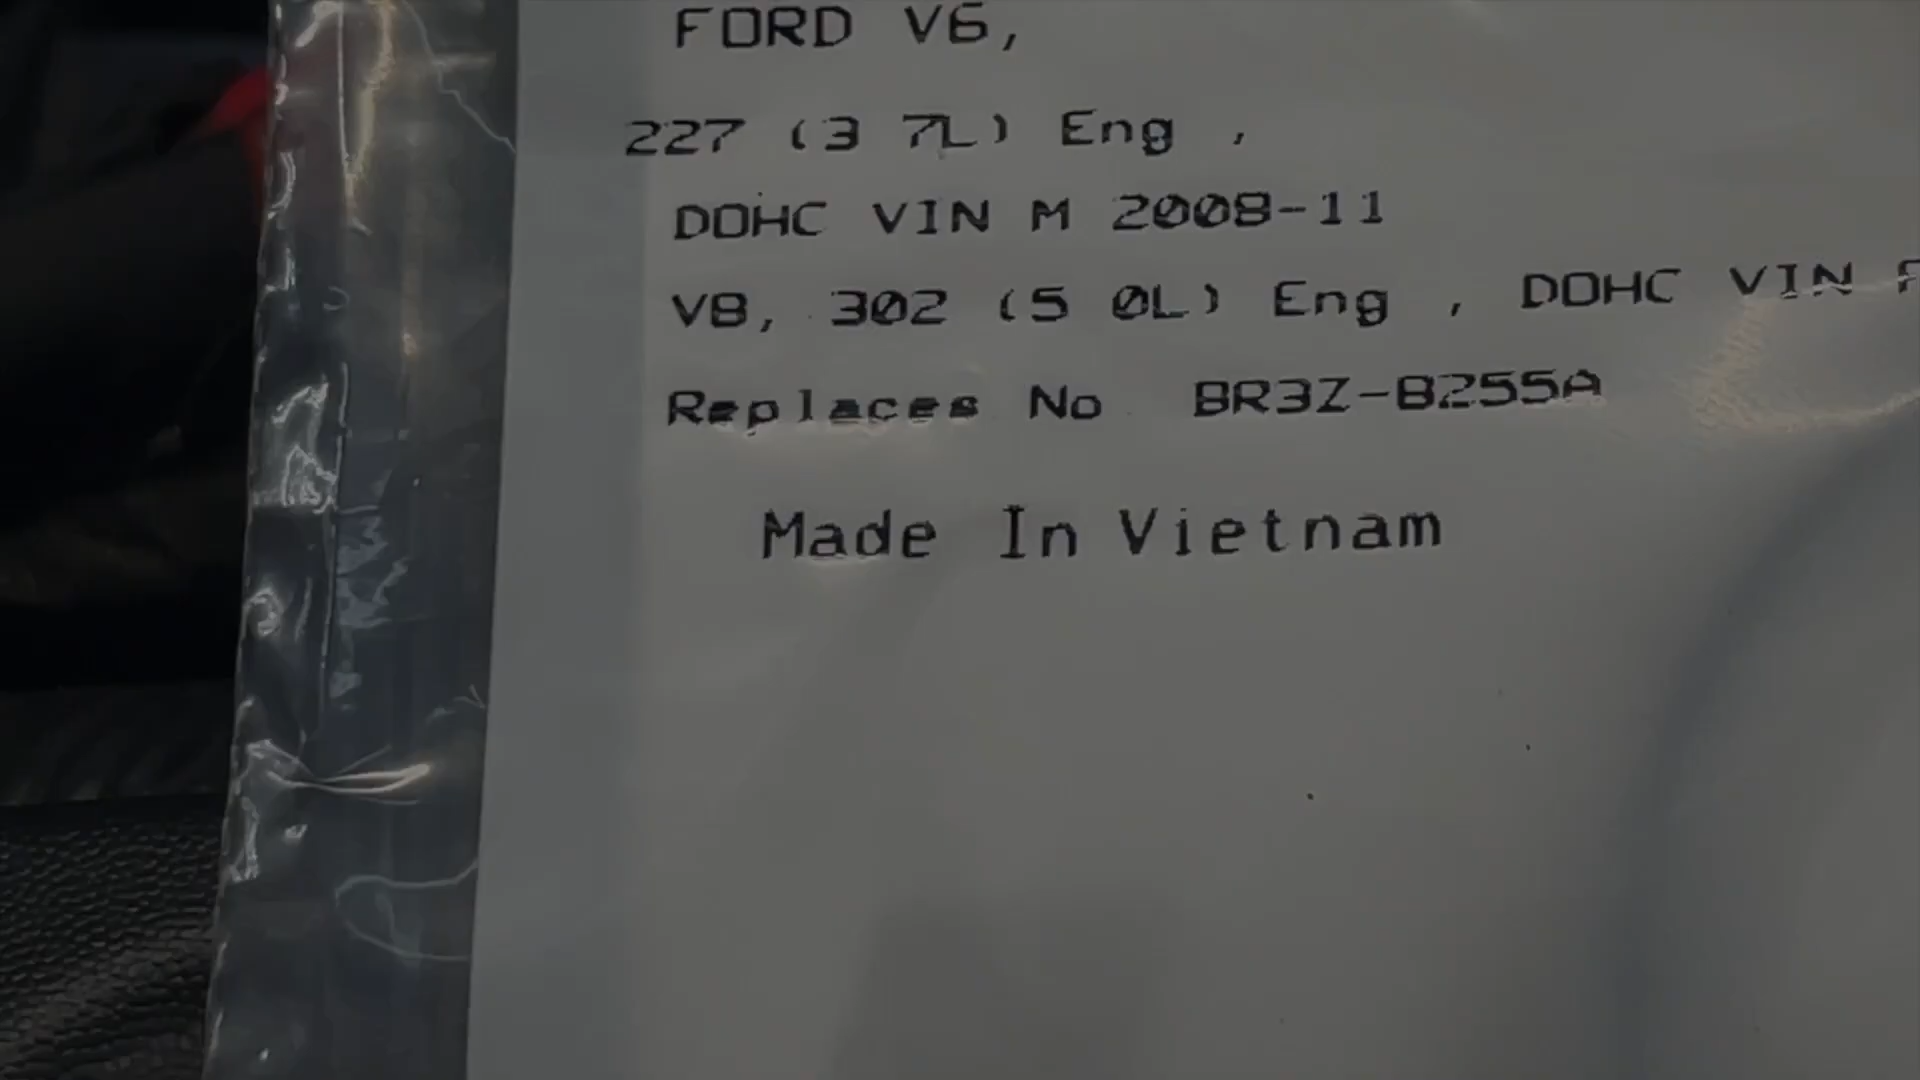 FORD V6,
227 (3 7L) Eng ,
DOHC VIN M 2008-11
V8, 302 (5 0L) Eng , DOHC VIN
Replaces No BR3Z-8255A
Made In Vietnam